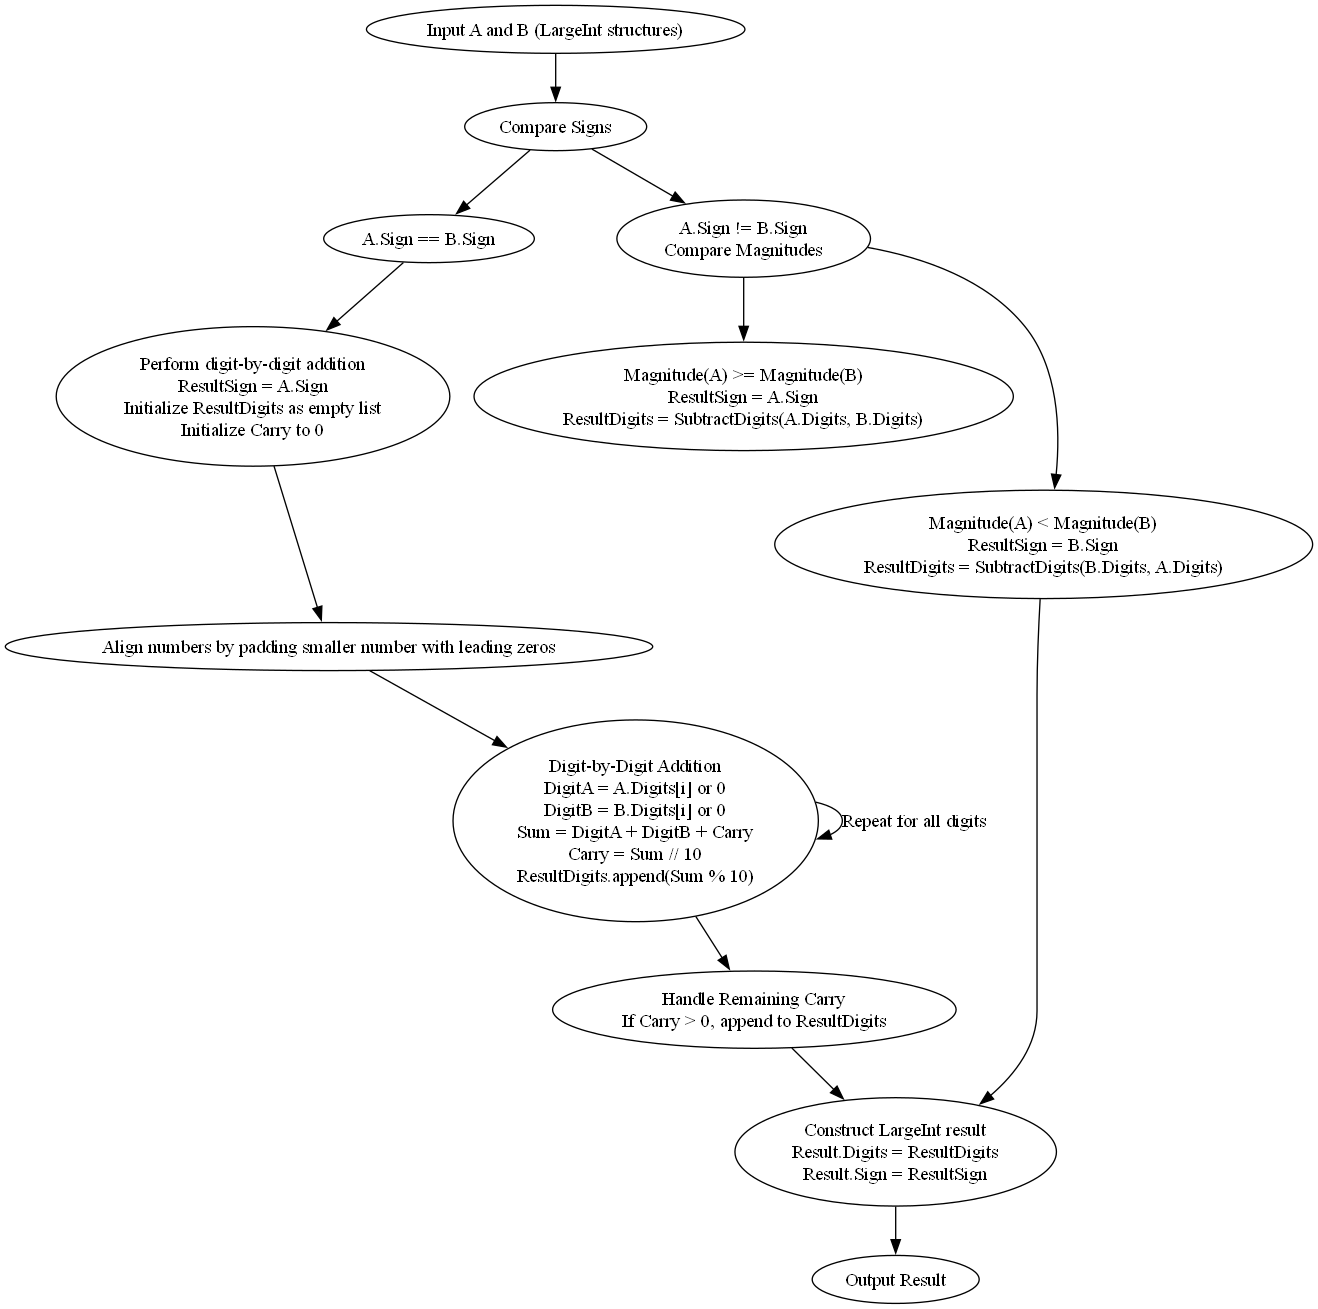 Input A and B (LargeInt structures)
Compare Signs
A.Sign == B.Sign
A.Sign != B.Sign
Compare Magnitudes
Perform digit-by-digit addition
ResultSign = A.Sign
Initialize ResultDigits as empty list
Initialize Carry to 0
Magnitude(A) >= Magnitude(B)
ResultSign = A.Sign
ResultDigits = SubtractDigits(A.Digits, B.Digits)
Magnitude(A) < Magnitude(B)
ResultSign = B.Sign
ResultDigits = SubtractDigits(B.Digits, A.Digits)
Align numbers by padding smaller number with leading zeros
Digit-by-Digit Addition
DigitA = A.Digits[i] or 0
DigitB = B.Digits[i] or 0
Sum = DigitA + DigitB + Carry
Carry = Sum // 10
ResultDigits.append(Sum % 10)
Repeat for all digits
Handle Remaining Carry
If Carry > 0, append to ResultDigits
Construct LargeInt result
Result.Digits = ResultDigits
Result.Sign = ResultSign
Output Result